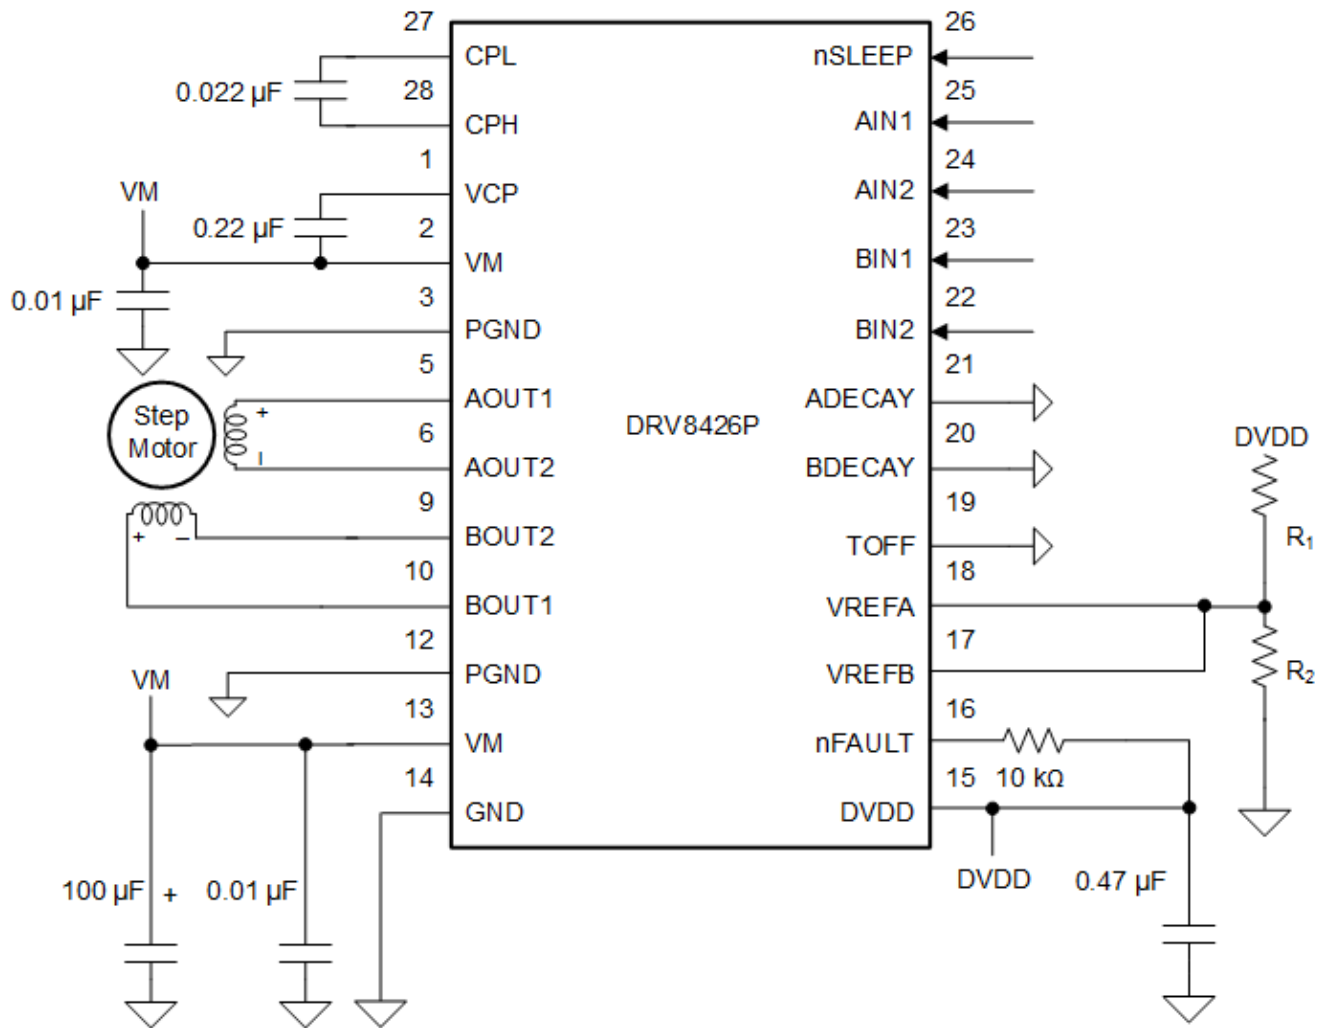 27
26
CPL
nSLEEP
0.022 µF
28
25
CPH
AIN1
1
24
VM
VCP
AIN2
0.22 µF
2
23
VM
BIN1
0.01 µF
3
22
PGND
BIN2
5
21
Step
Motor
+
–
AOUT1
ADECAY
DRV8426P
6
20
DVDD
AOUT2
BDECAY
9
19
+
–
BOUT2
TOFF
R1
10
18
BOUT1
VREFA
12
17
VM
PGND
VREFB
R2
13
16
VM
nFAULT
10 kΩ
14
15
GND
DVDD
100 µF +
0.01 µF
DVDD
0.47 µF